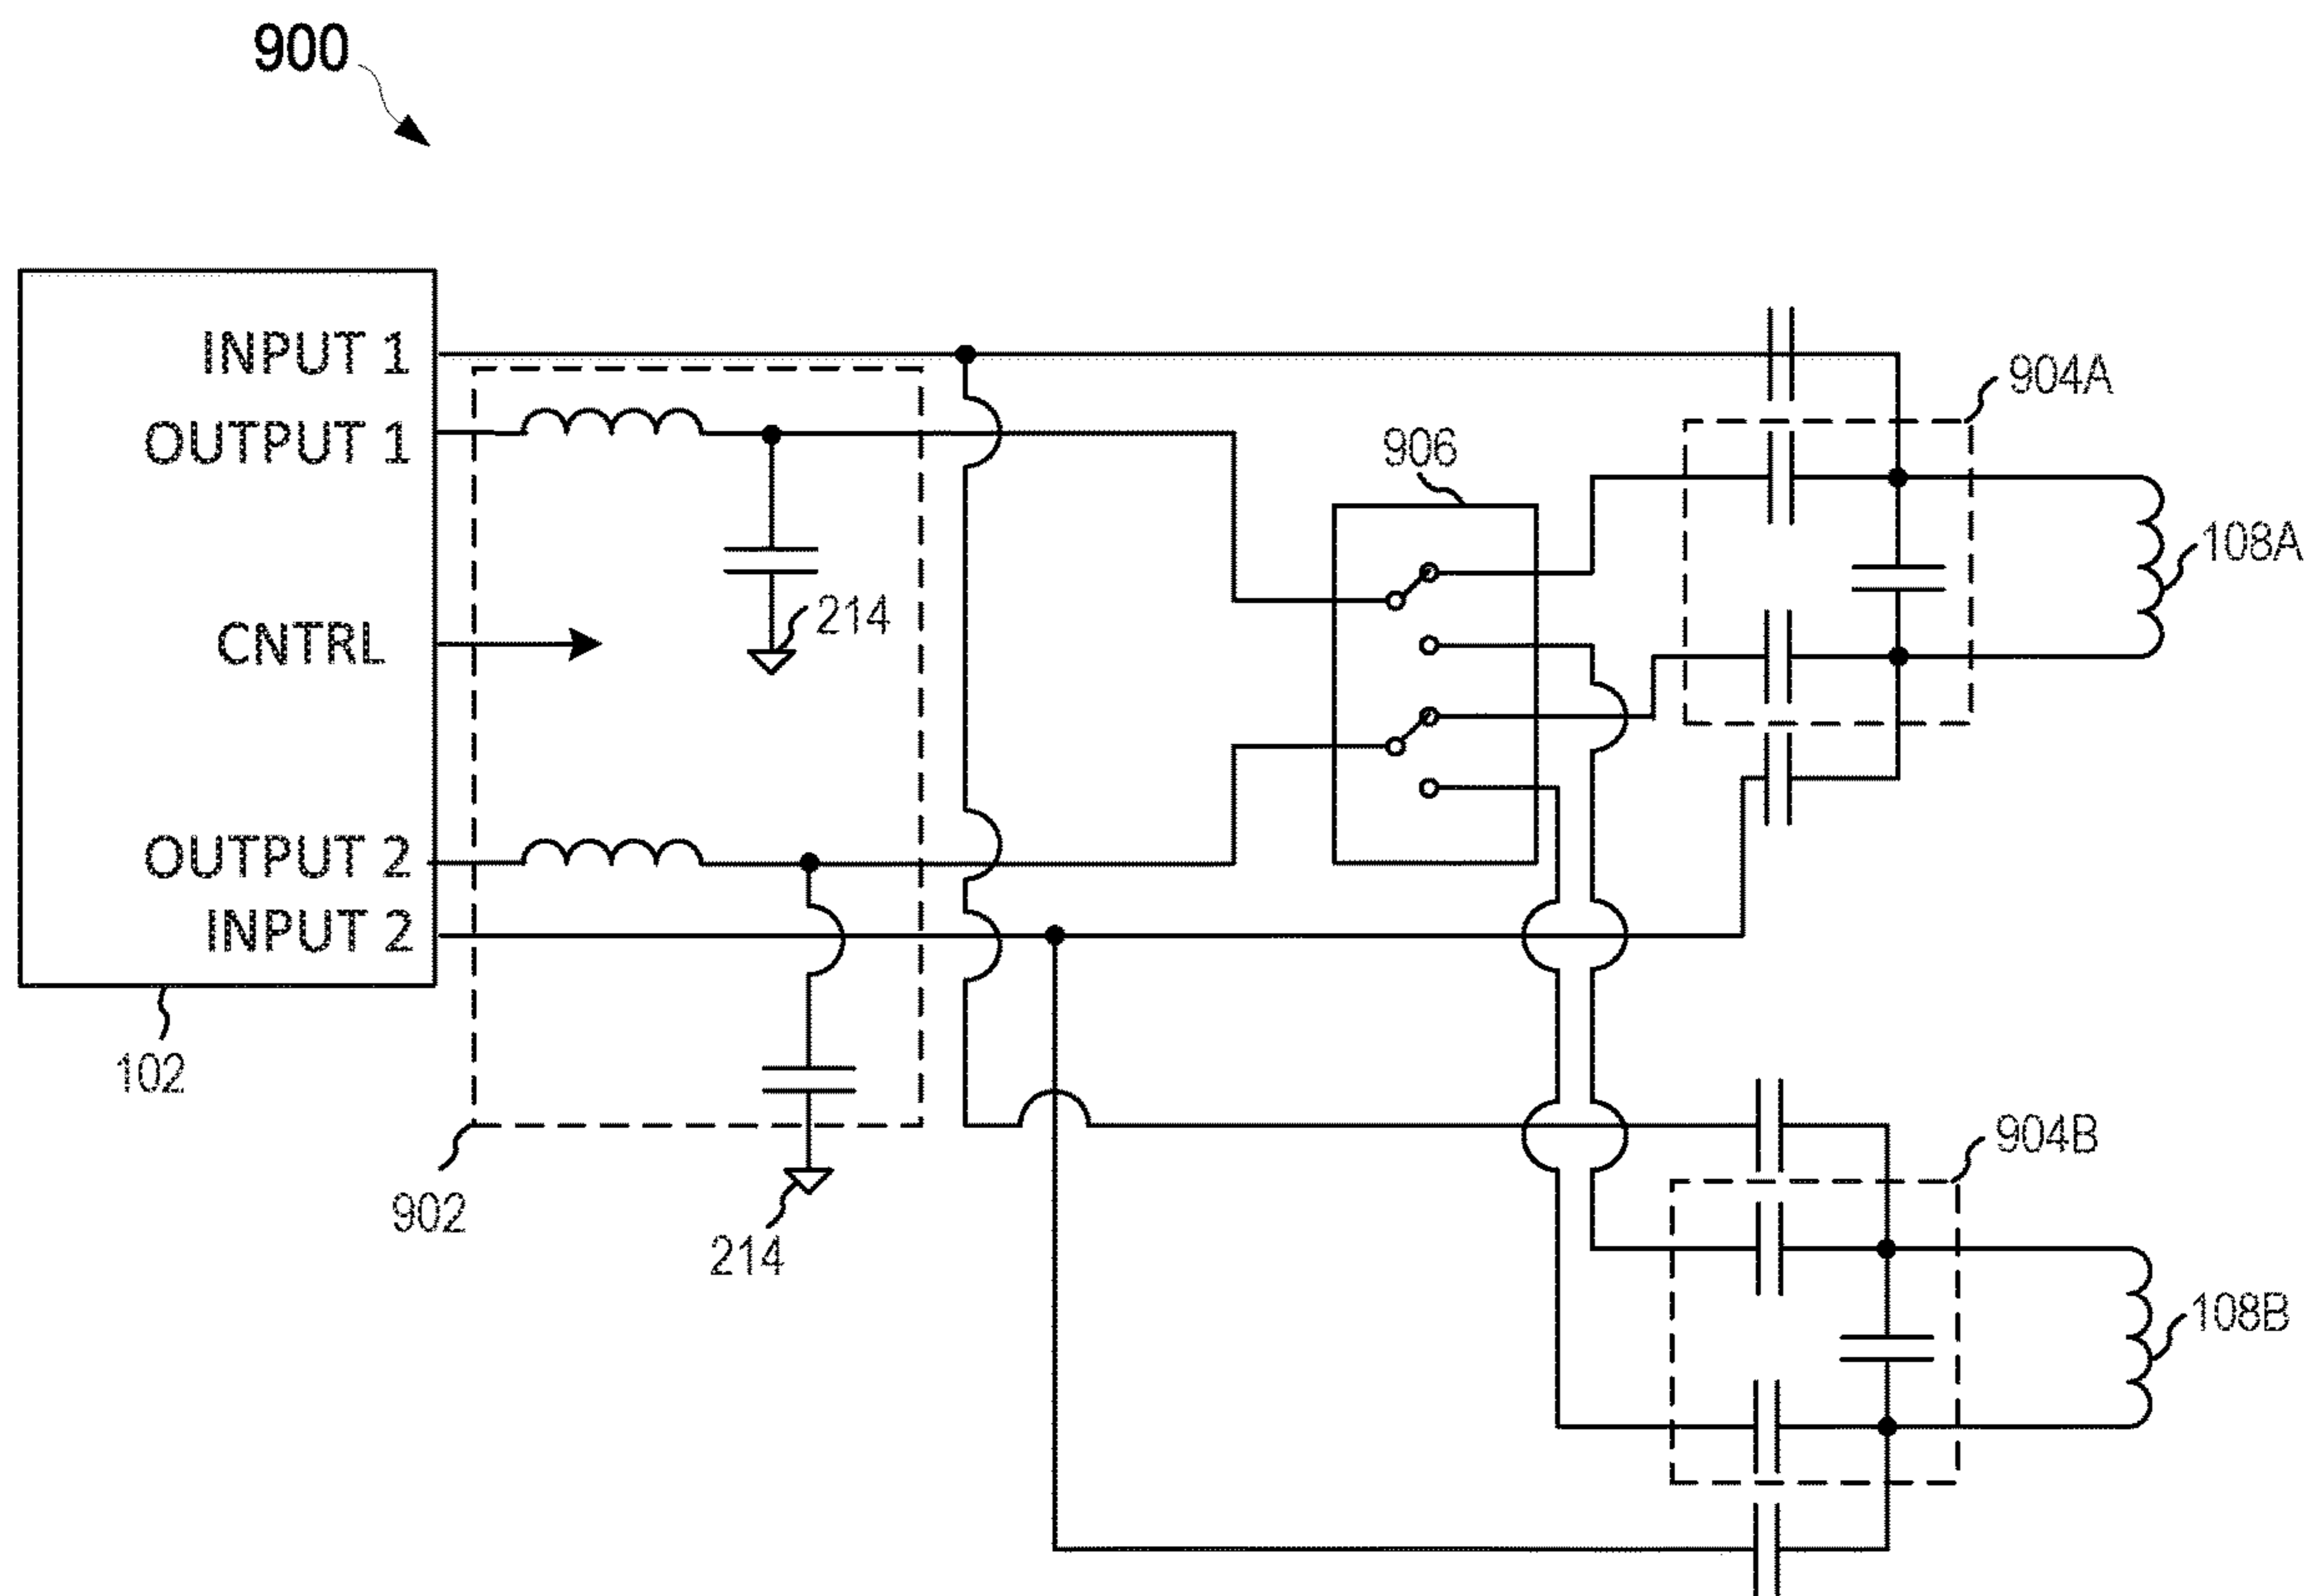 900
INPUT 1
904A
OUTPUT 1
906
108A
214
CNTRL
OUTPUT 2
INPUT 2
102
904B
902
214
108B